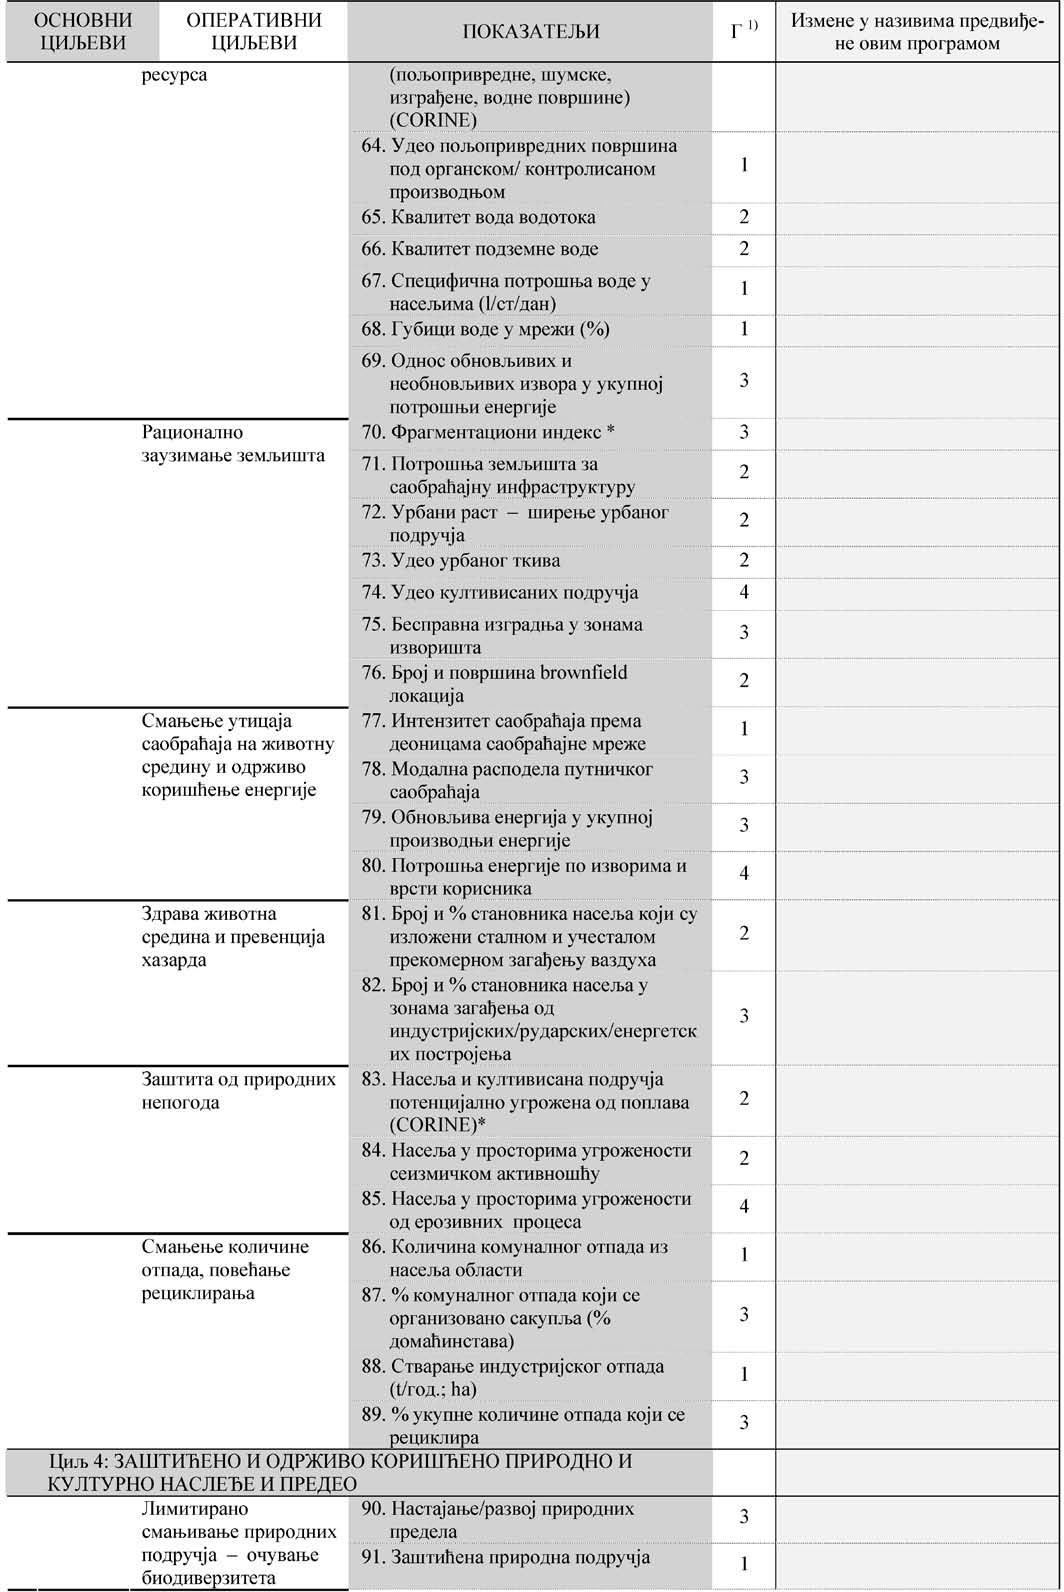 ОСНОВНИ ЦИЉЕВИ
ОПЕРАТИВНИ ЦИЉЕВИ
ПОКАЗАТЕЉИ
Г 1)
Измене у називима предвиђе-
не овим програмом
ресурса
(пољопривредне, шумске,
изграђене, водне површине)
(CORINE)
64. Удео пољопривредних површина
под органском/ контролисаном
производњом
1
65. Квалитет вода водотока
2
66. Квалитет подземне воде
2
67. Специфична потрошња воде у
насељима (l/ст/дан)
1
68. Губици воде у мрежи (%)
1
69. Однос обновљивих и
необновљивих извора у укупној
потрошњи енергије
3
Рационално
заузимање земљишта
70. Фрагментациони индекс *
3
71. Потрошња земљишта за
саобраћајну инфраструктуру
2
72. Урбани раст – ширење урбаног
подручја
2
73. Удео урбаног ткива
2
74. Удео култивисаних подручја
4
75. Бесправна изградња у зонама
изворишта
3
76. Број и површина brownfield
локација
2
Смањење утицаја
саобраћаја на животну
средину и одрживо
коришћење енергије
77. Интензитет саобраћаја према
деоницама саобраћајне мреже
1
78. Модална расподела путничког
саобраћаја
3
79. Обновљива енергија у укупној
производњи енергије
3
80. Потрошња енергије по изворима и
врсти корисника
4
Здрава животна
средина и превенција
хазарда
81. Број и % становника насеља који су
изложени сталном и учесталом
прекомерном загађењу ваздуха
2
82. Број и % становника насеља у
зонама загађења од
индустријских/рударских/енергетск
их постројења
3
Заштита од природних
непогода
83. Насеља и култивисана подручја
потенцијално угрожена од поплава
(CORINE)*
2
84. Насеља у просторима угрожености
сеизмичком активношћу
2
85. Насеља у просторима угрожености
од ерозивних процеса
4
Смањење количине
отпада, повећање
рециклирања
86. Количина комуналног отпада из
насеља области
1
87. % комуналног отпада који се
организовано сакупља (%
домаћинстава)
3
88. Стварање индустријског отпада
(t/год.; ha)
1
89. % укупне количине отпада који се
рециклира
3
Циљ 4: ЗАШТИЋЕНО И ОДРЖИВО КОРИШЋЕНО ПРИРОДНО И
КУЛТУРНО НАСЛЕЂЕ И ПРЕДЕО
Лимитирано
смањивање природних
подручја – очување
биодиверзитета
90. Настајање/развој природних
предела
3
91. Заштићена природна подручја
1